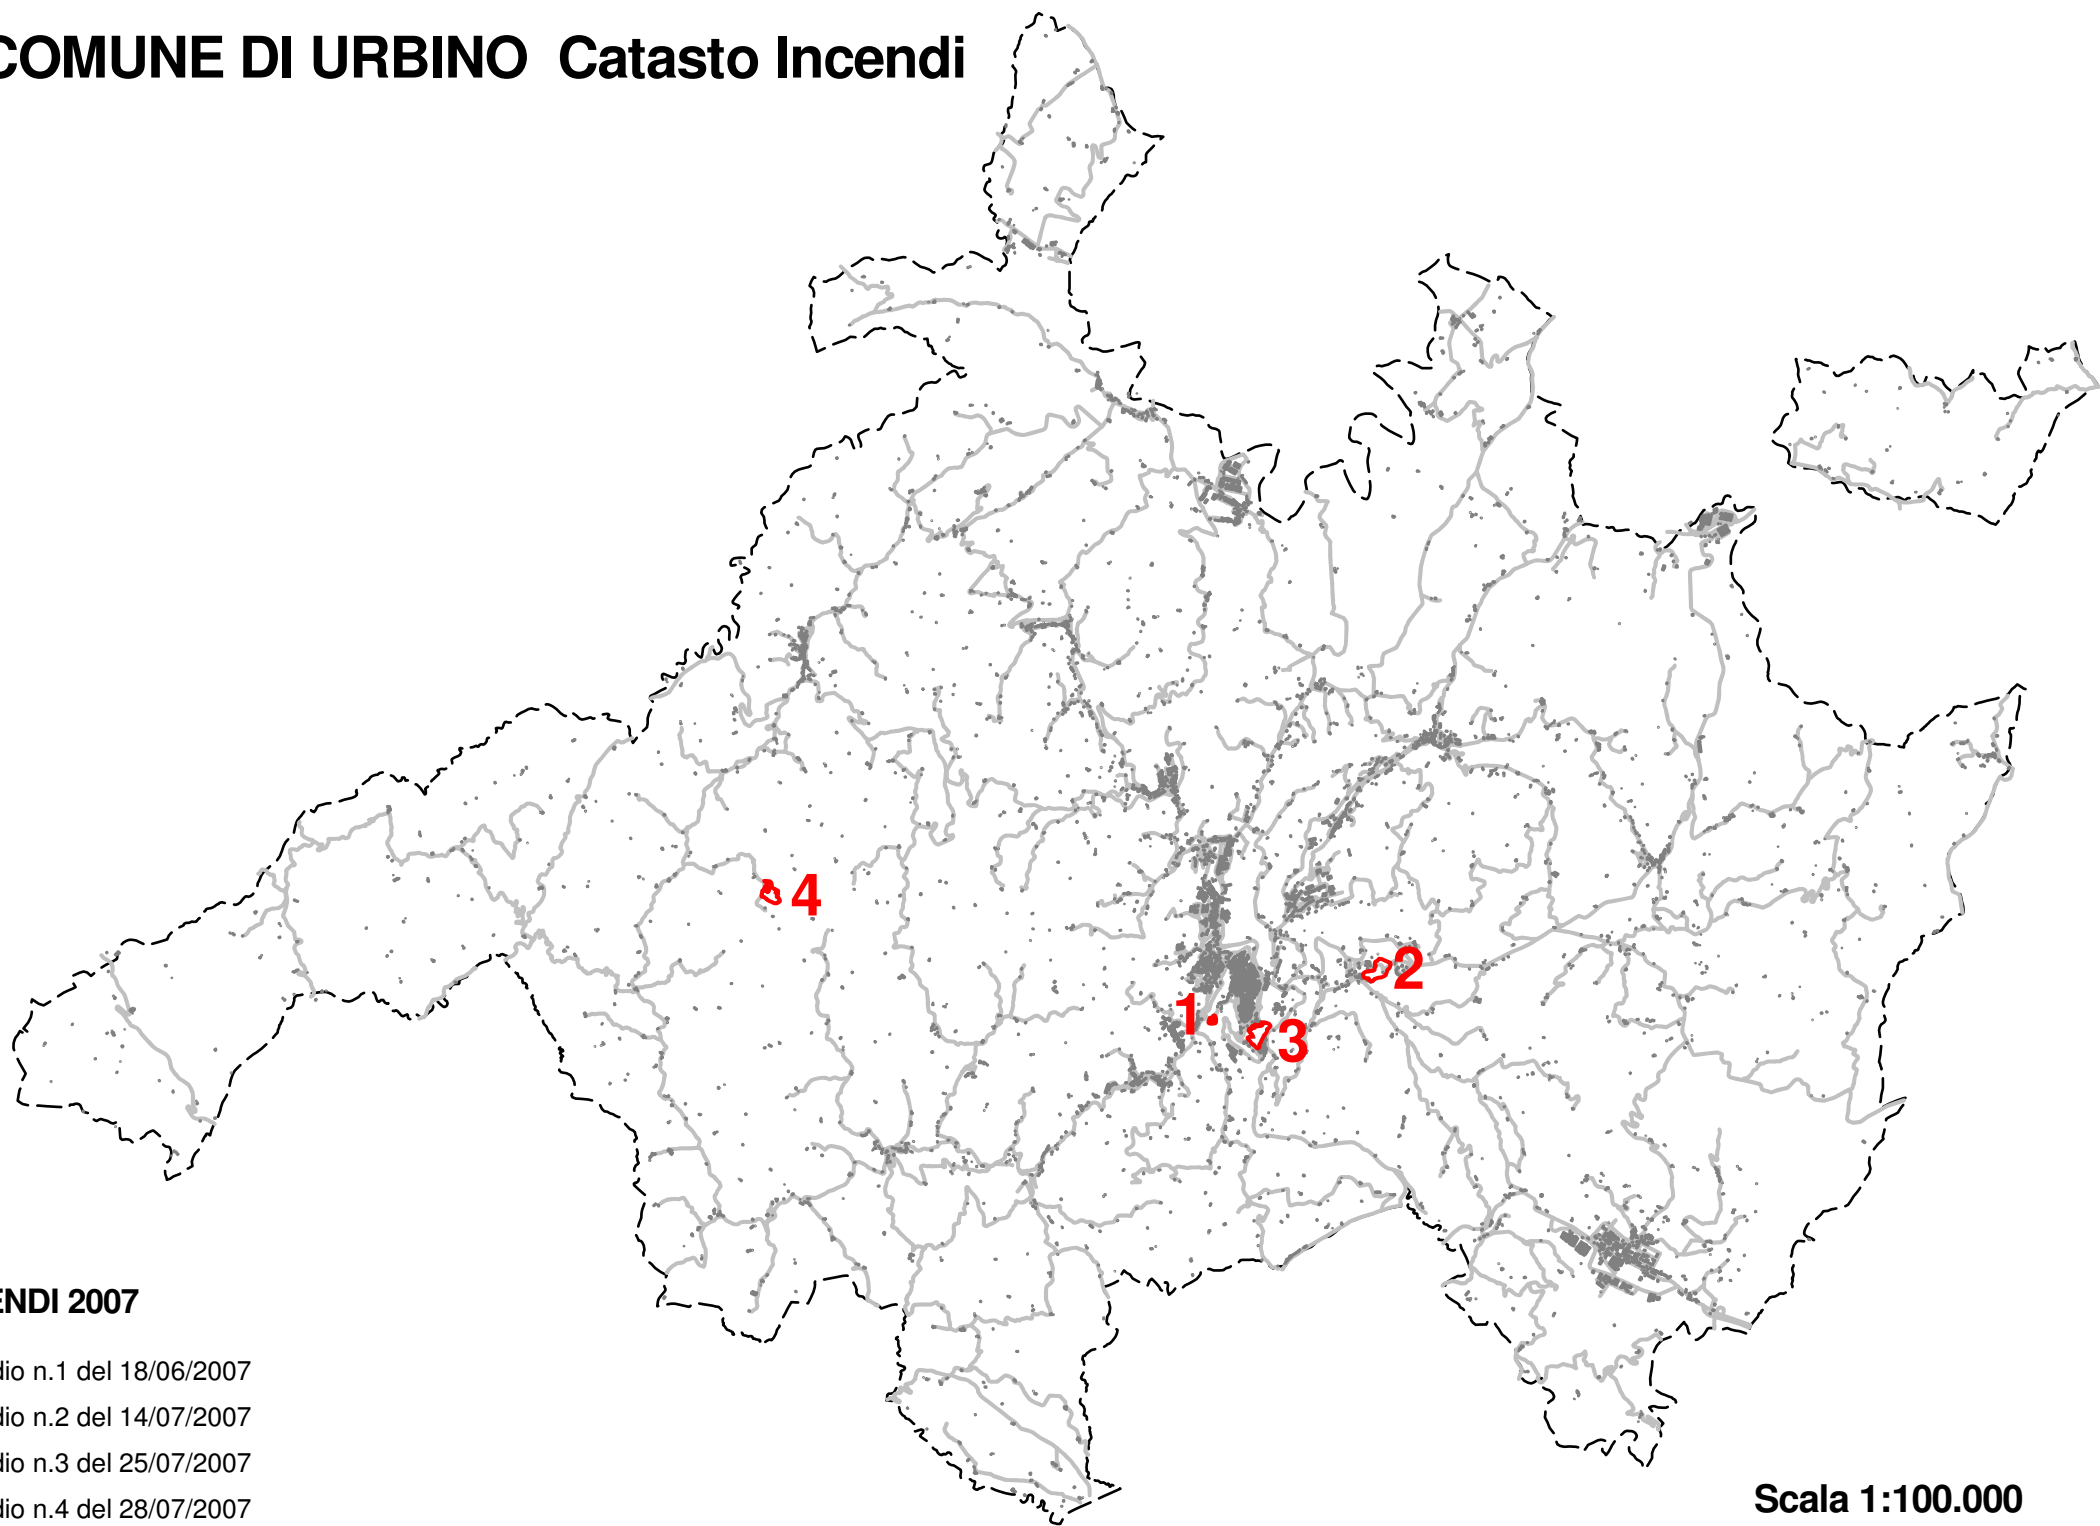 COMUNE DI URBINO Catasto Incendi
4
2
1
3
ENDI 2007
dio n.1 del 18/06/2007
dio n.2 del 14/07/2007
dio n.3 del 25/07/2007
dio n.4 del 28/07/2007
Scala 1:100.000